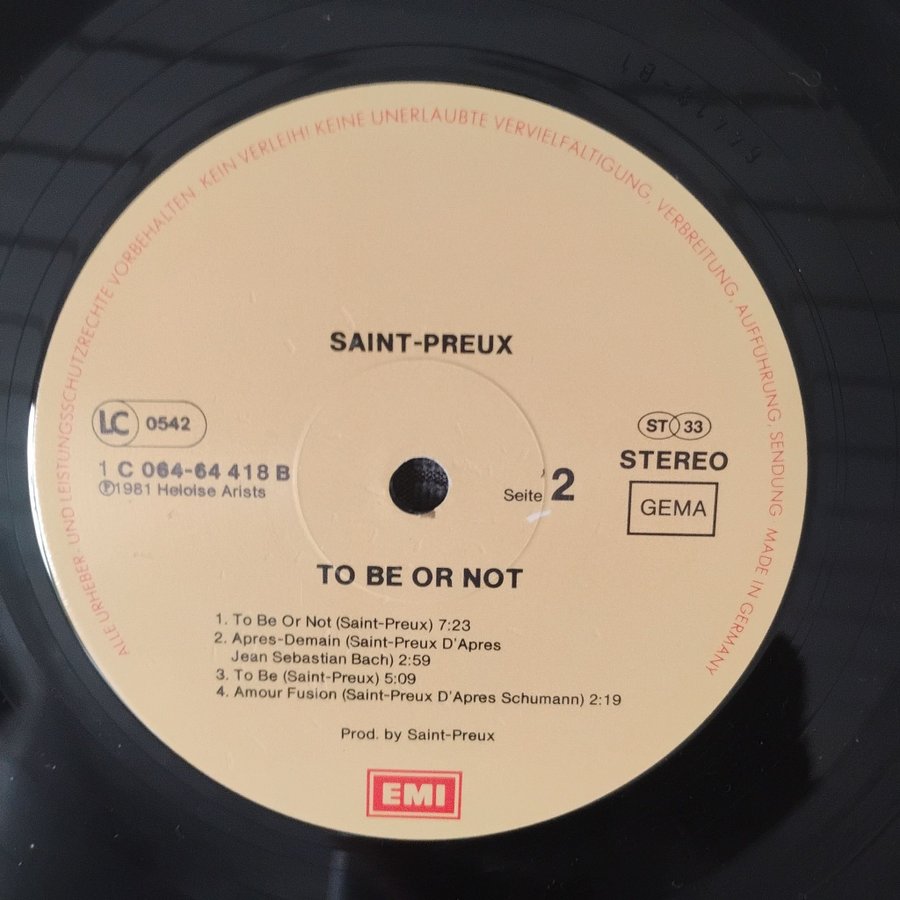 ALLE URHEBER- UND LEISTUNGSSCHUTZRECHTE VORBEHALTEN. KEIN VERLEIH! KEINE UNERLAUBTE VERVIELFALTIGUNG, VERBREITUNG, AUFFUHRUNG, SENDUNG MADE IN GERMANY
SAINT-PREUX
LC 0542
ST 33
1 C 064-64 418 B
STEREO
Ⓟ1981 Heloise Arists
Seite 2
GEMA
TO BE OR NOT
1. To Be Or Not (Saint-Preux) 7:23
2. Apres-Demain (Saint-Preux D'Apres
Jean Sebastian Bach) 2:59
3. To Be (Saint-Preux) 5:09
4. Amour Fusion (Saint-Preux D'Apres Schumann) 2:19
Prod. by Saint-Preux
EMI